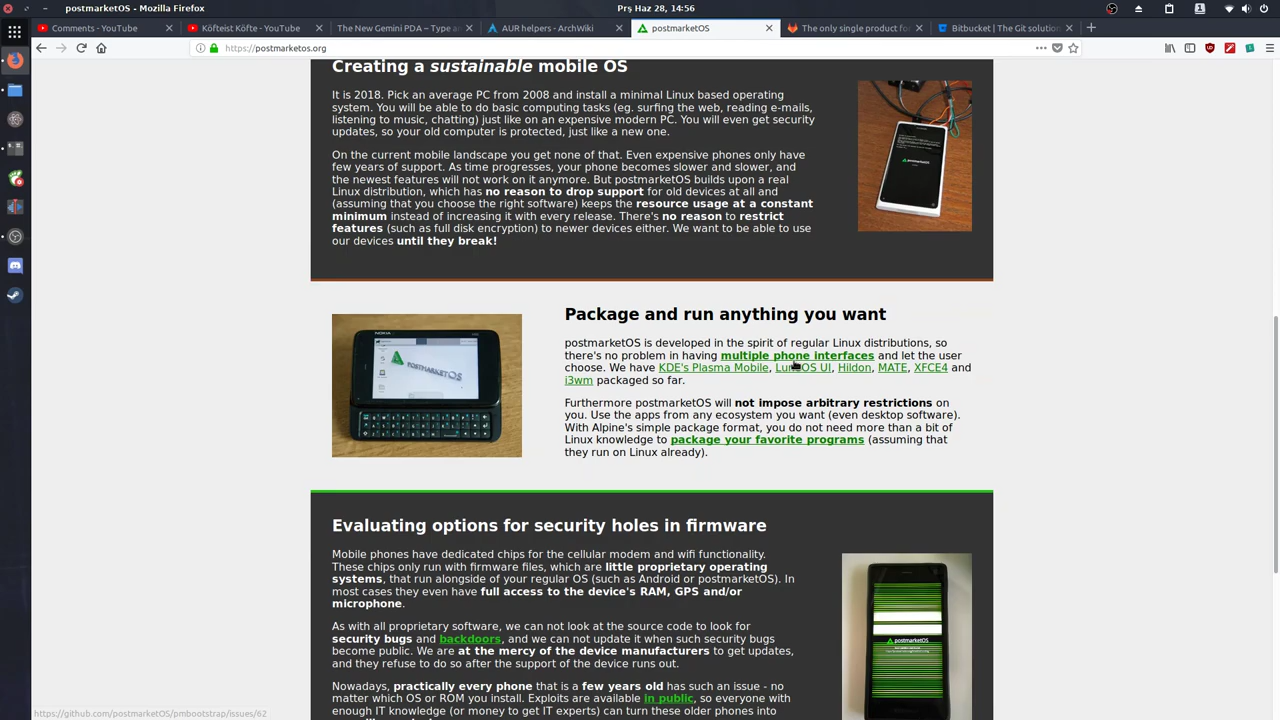 postmarketOS - Mozilla Firefox
Prş Haz 28, 14:56
Comments - YouTube
Köfteist Köfte - YouTube
The New Gemini PDA – Type an
AUR helpers - ArchWiki
postmarketOS
The only single product fo
Bitbucket | The Git solution
https://postmarketos.org
Creating a sustainable mobile OS
It is 2018. Pick an average PC from 2008 and install a minimal Linux based operating
system. You will be able to do basic computing tasks (eg. surfing the web, reading e-mails,
listening to music, chatting) just like on an expensive modern PC. You will even get security
updates, so your old computer is protected, just like a new one.
On the current mobile landscape you get none of that. Even expensive phones only have
few years of support. As time progresses, your phone becomes slower and slower, and
the newest features will not work on it anymore. But postmarketOS builds upon a real
Linux distribution, which has no reason to drop support for old devices at all and
(assuming that you choose the right software) keeps the resource usage at a constant
minimum instead of increasing it with every release. There's no reason to restrict
features (such as full disk encryption) to newer devices either. We want to be able to use
our devices until they break!
Package and run anything you want
postmarketOS is developed in the spirit of regular Linux distributions, so
there's no problem in having multiple phone interfaces and let the user
choose. We have KDE's Plasma Mobile, LuneOS UI, Hildon, MATE, XFCE4 and
i3wm packaged so far.
Furthermore postmarketOS will not impose arbitrary restrictions on
you. Use the apps from any ecosystem you want (even desktop software).
With Alpine's simple package format, you do not need more than a bit of
Linux knowledge to package your favorite programs (assuming that
they run on Linux already).
NOKIA
POSTMARKETOS
Evaluating options for security holes in firmware
Mobile phones have dedicated chips for the cellular modem and wifi functionality.
These chips only run with firmware files, which are little proprietary operating
systems, that run alongside of your regular OS (such as Android or postmarketOS). In
most cases they even have full access to the device's RAM, GPS and/or
microphone.
As with all proprietary software, we can not look at the source code to look for
security bugs and backdoors, and we can not update it when such security bugs
become public. We are at the mercy of the device manufacturers to get updates,
and they refuse to do so after the support of the device runs out.
Nowadays, practically every phone that is a few years old has such an issue - no
matter which OS or ROM you install. Exploits are available in public, so everyone with
enough IT knowledge (or money to get IT experts) can turn these older phones into
postmarketOS
https://github.com/postmarketOS/pmbootstrap/issues/62